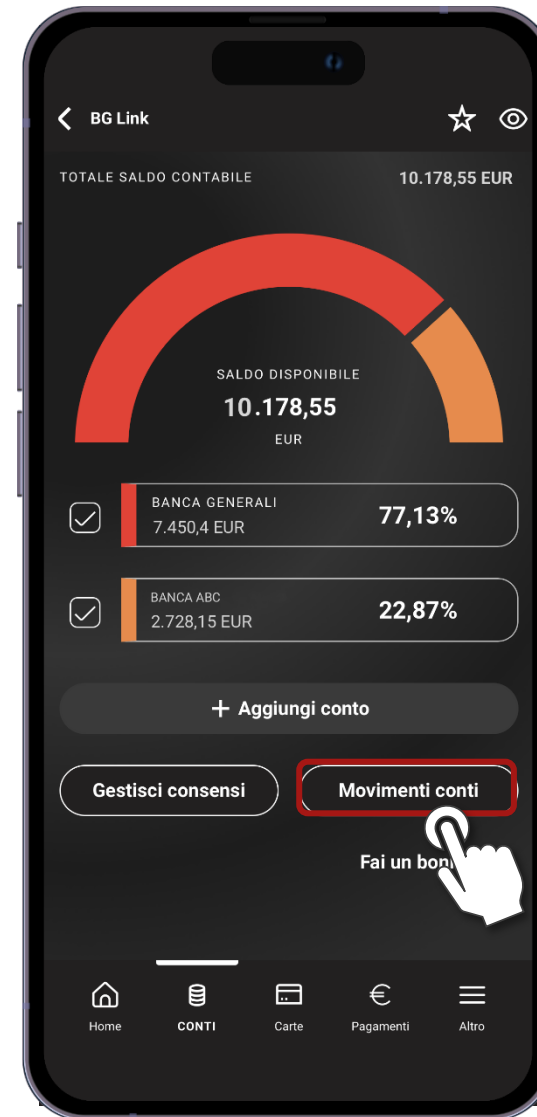 BG Link
TOTALE SALDO CONTABILE 10.178,55 EUR
SALDO DISPONIBILE
10.178,55
EUR
BANCA GENERALI
7.450,4 EUR
77,13%
BANCA ABC
2.728,15 EUR
22,87%
+ Aggiungi conto
Gestisci consensi
Movimenti conti
Fai un
Home CONTI Carte Pagamenti Altro